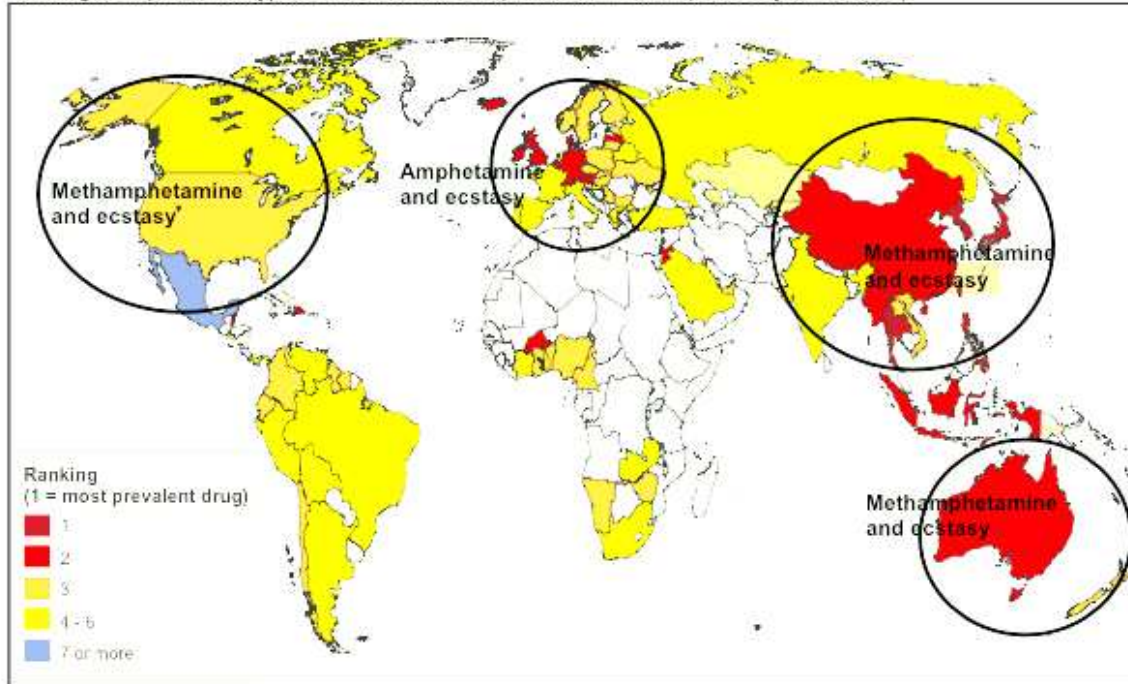 Methamphetamine
and ecstasy*
Amphetamine
and ecstasy
Methamphetamine
and ecstasy
Methamphetamine
and ecstasy
Ranking
(1 = most prevalent drug)
1
2
3
4 - 6
7 or more